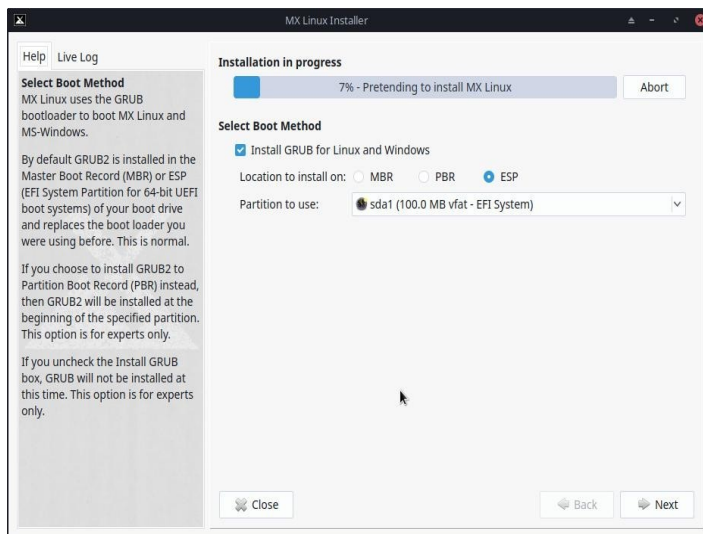 MX Linux Installer
Help
Live Log
Select Boot Method
MX Linux uses the GRUB
bootloader to boot MX Linux and
MS-Windows.
By default GRUB2 is installed in the
Master Boot Record (MBR) or ESP
(EFI System Partition for 64-bit UEFI
boot systems) of your boot drive
and replaces the boot loader you
were using before. This is normal.
If you choose to install GRUB2 to
Partition Boot Record (PBR) instead,
then GRUB2 will be installed at the
beginning of the specified partition.
This option is for experts only.
If you uncheck the Install GRUB
box, GRUB will not be installed at
this time. This option is for experts
only.
Installation in progress
7% - Pretending to install MX Linux
Abort
Select Boot Method
Install GRUB for Linux and Windows
Location to install on: MBR PBR ESP
Partition to use: sda1 (100.0 MB vfat - EFI System)
Close
Back
Next